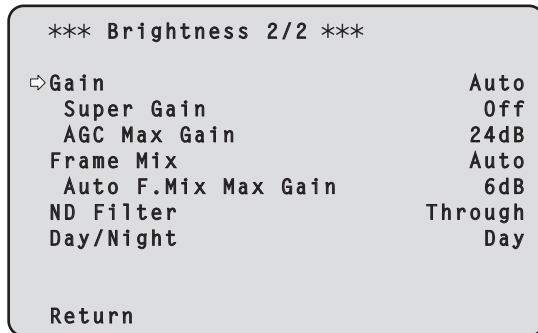 *** Brightness 2/2 ***
⇨Gain Auto
Super Gain Off
AGC Max Gain 24dB
Frame Mix Auto
Auto F.Mix Max Gain 6dB
ND Filter Through
Day/Night Day
Return